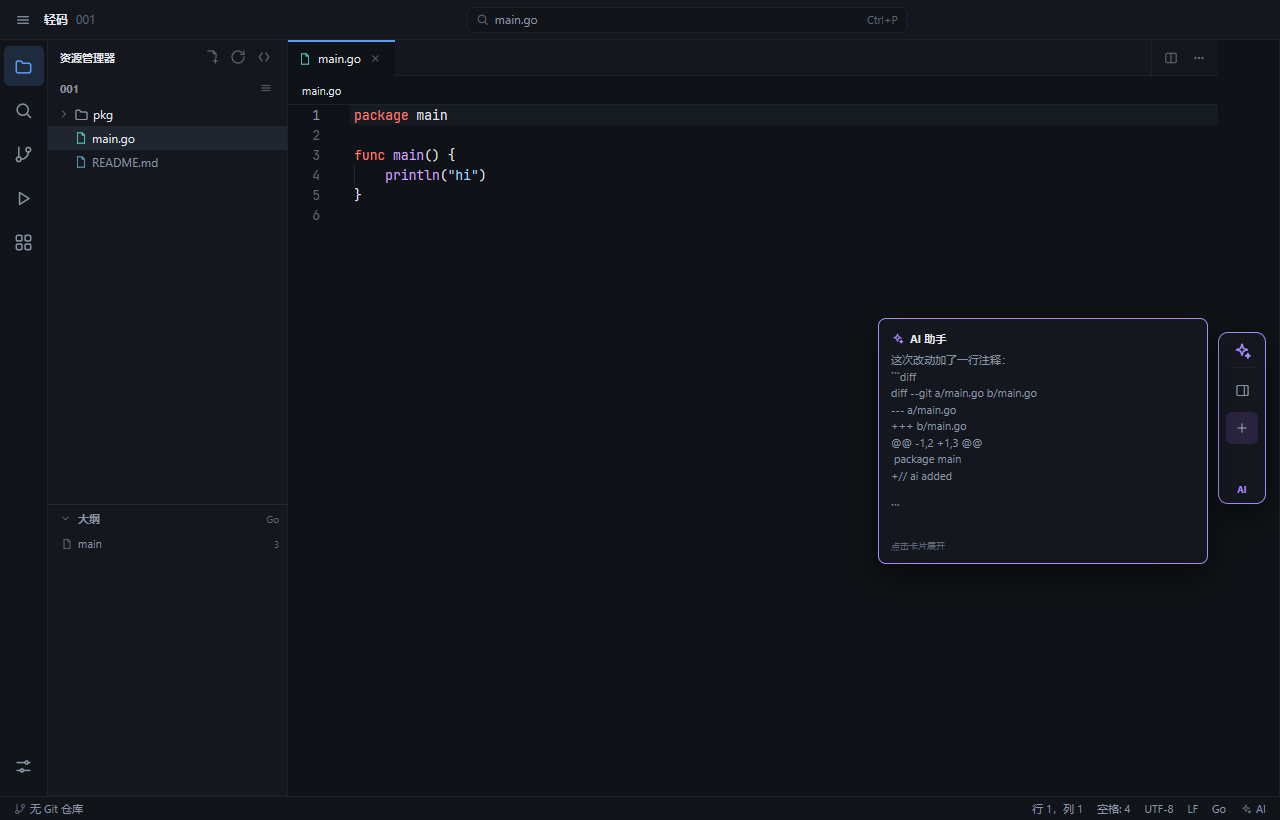 轻码 001
main.go Ctrl+P
资源管理器
001
pkg
main.go
README.md
大纲 Go
main 3
main.go
main.go
1 package main
2
3 func main() {
4 println("hi")
5 }
6
AI 助手
这次改动加了一行注释：
```diff
diff --git a/main.go b/main.go
--- a/main.go
+++ b/main.go
@@ -1,2 +1,3 @@
package main
+// ai added
```
点击卡片展开
AI
无 Git 仓库 行 1，列 1 空格: 4 UTF-8 LF Go AI